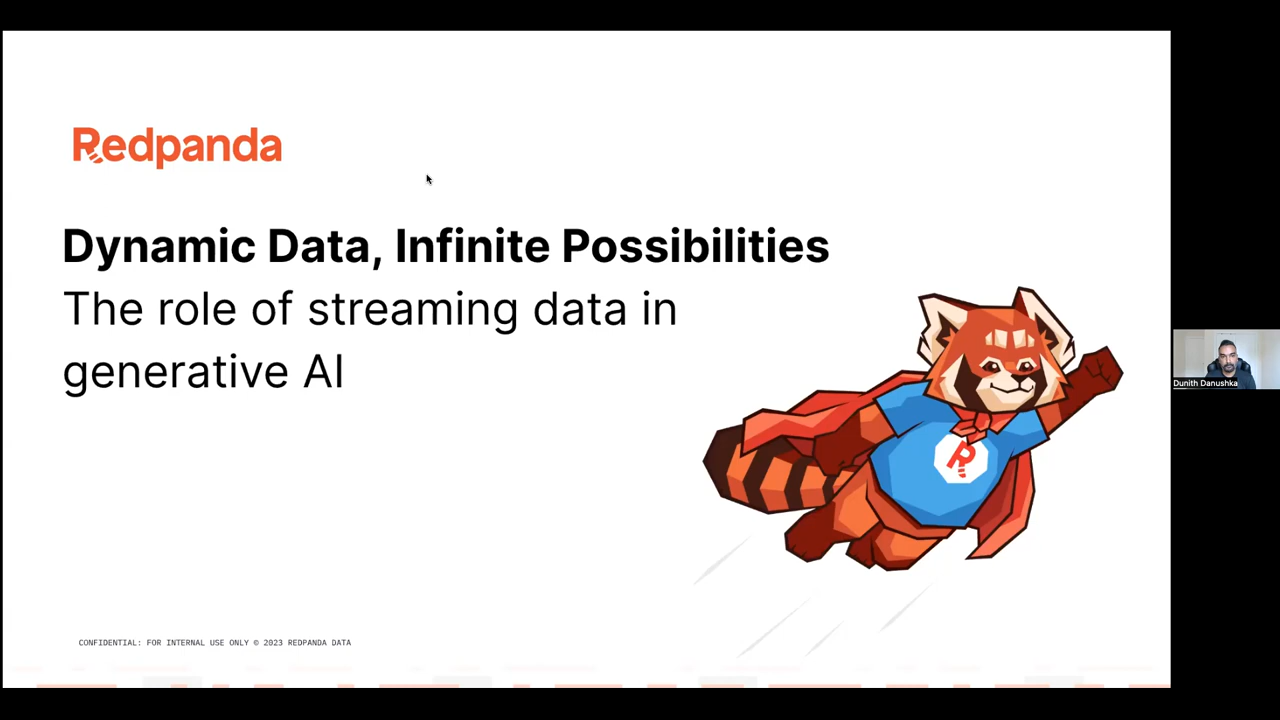 Redpanda
Dynamic Data, Infinite Possibilities
The role of streaming data in
generative AI
R
Dunith Danushka
CONFIDENTIAL: FOR INTERNAL USE ONLY © 2023 REDPANDA DATA